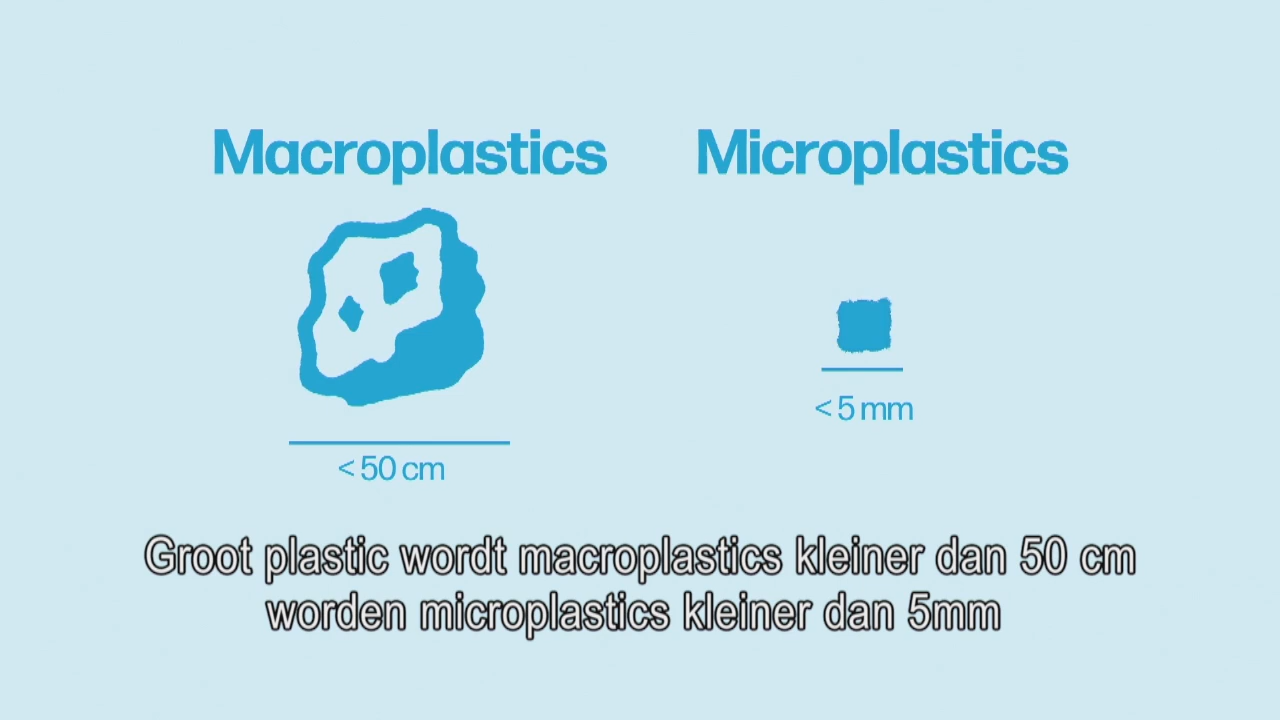 Macroplastics Microplastics
< 5 mm
< 50 cm
Groot plastic wordt macroplastics kleiner dan 50 cm
worden microplastics kleiner dan 5mm